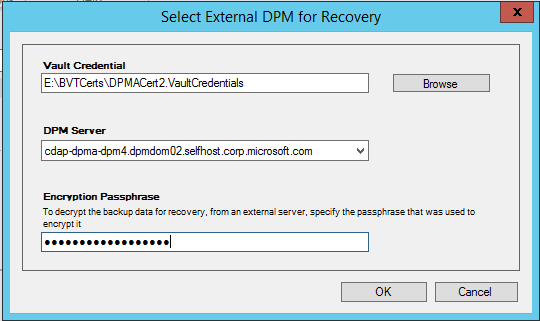 Select External DPM for Recovery
x
Vault Credential
E:\BVTCerts\DPMACert2.VaultCredentials
Browse
DPM Server
cdap-dpma-dpm4.dpmdom02.selfhost.corp.microsoft.com
Encryption Passphrase
To decrypt the backup data for recovery, from an external server, specify the passphrase that was used to
encrypt it
●●●●●●●●●●●●●●●●●●
OK
Cancel